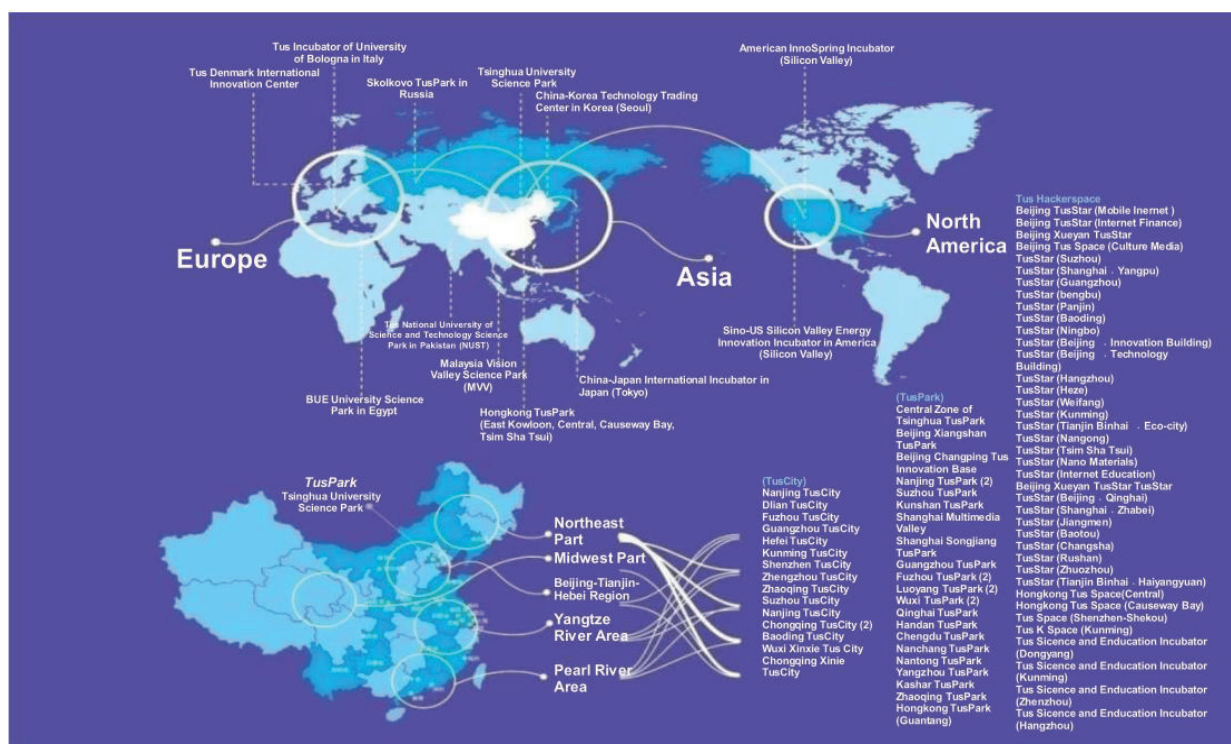 Tus Incubator of University
of Bologna in Italy
Tus Denmark International
Innovation Center
Skolkovo TusPark in
Russia
Tsinghua University
Science Park
China-Korea Technology Trading
Center in Korea (Seoul)
American InnoSpring Incubator
(Silicon Valley)
Europe
Asia
North
America
Tus National University of
Science and Technology Science
Park in Pakistan (NUST)
Malaysia Vision
Valley Science Park
(MVV)
BUE University Science
Park in Egypt
Hongkong TusPark
(East Kowloon, Central, Causeway Bay,
Tsim Sha Tsui)
China-Japan International Incubator in
Japan (Tokyo)
Sino-US Silicon Valley Energy
Innovation Incubator in America
(Silicon Valley)
TusPark
Tsinghua University
Science Park
Northeast
Part
Midwest Part
Beijing-Tianjin-
Hebei Region
Yangtze
River Area
Pearl River
Area
(TusCity)
Nanjing TusCity
Dlian TusCity
Fuzhou TusCity
Guangzhou TusCity
Hefei TusCity
Kunming TusCity
Shenzhen TusCity
Zhengzhou TusCity
Zhaoqing TusCity
Suzhou TusCity
Nanjing TusCity
Chongqing TusCity (2)
Baoding TusCity
Wuxi Xinxie Tus City
Chongqing Xinie
TusCity
(TusPark)
Central Zone of
Tsinghua TusPark
Beijing Xiangshan
TusPark
Beijing Changping Tus
Innovation Base
Nanjing TusPark (2)
Suzhou TusPark
Kunshan TusPark
Shanghai Multimedia
Valley
Shanghai Songjiang
TusPark
Guangzhou TusPark
Fuzhou TusPark (2)
Luoyang TusPark (2)
Wuxi TusPark (2)
Qinghai TusPark
Handan TusPark
Chengdu TusPark
Nanchang TusPark
Nantong TusPark
Yangzhou TusPark
Kashar TusPark
Zhaoqing TusPark
Hongkong TusPark
(Guantang)
Tus Hackerspace
Beijing TusStar (Mobile Inernet )
Beijing TusStar (Internet Finance)
Beijing Xueyan TusStar
Beijing Tus Space (Culture Media)
TusStar (Suzhou)
TusStar (Shanghai · Yangpu)
TusStar (Guangzhou)
TusStar (bengbu)
TusStar (Panjin)
TusStar (Baoding)
TusStar (Ningbo)
TusStar (Beijing · Innovation Building)
TusStar (Beijing · Technology
Building)
TusStar (Hangzhou)
TusStar (Heze)
TusStar (Weifang)
TusStar (Kunming)
TusStar (Tianjin Binhai · Eco-city)
TusStar (Nangong)
TusStar (Tsim Sha Tsui)
TusStar (Nano Materials)
TusStar (Internet Education)
Beijing Xueyan TusStar TusStar
TusStar (Beijing · Qinghai)
TusStar (Shanghai · Zhabei)
TusStar (Jiangmen)
TusStar (Baotou)
TusStar (Changsha)
TusStar (Rushan)
TusStar (Zhuozhou)
TusStar (Tianjin Binhai · Haiyangyuan)
Hongkong Tus Space(Central)
Hongkong Tus Space (Causeway Bay)
Tus Space (Shenzhen-Shekou)
Tus K Space (Kunming)
Tus Sicence and Enducation Incubator
(Dongyang)
Tus Sicence and Enducation Incubator
(Kunming)
Tus Sicence and Enducation Incubator
(Zhenzhou)
Tus Sicence and Enducation Incubator
(Hangzhou)